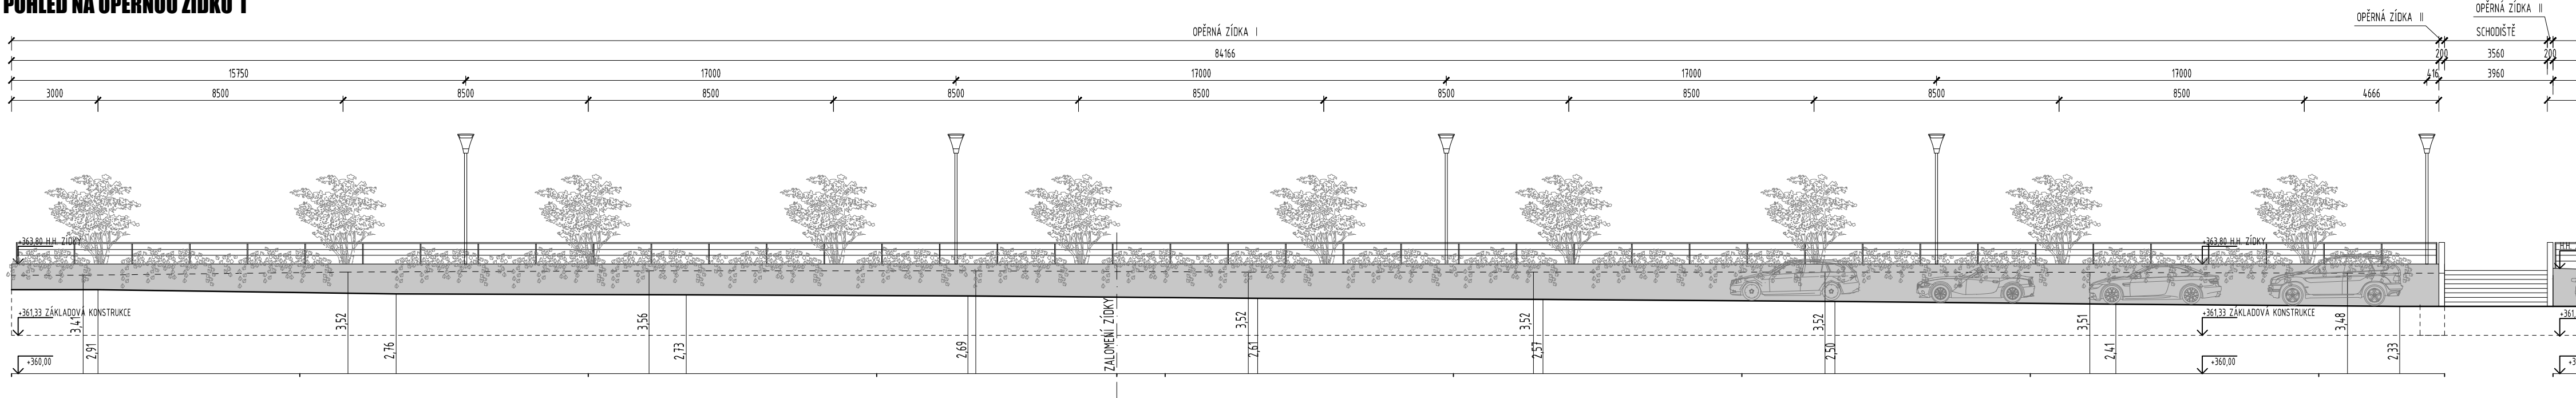 POHLED NA OPĚRNOU ZÍDKU I
OPĚRNÁ ZÍDKA II
OPĚRNÁ ZÍDKA II
OPĚRNÁ ZÍDKA I
SCHODIŠTĚ
84166 200 3560 200
15750 17000 17000 17000 17000 416 3960
3000 8500 8500 8500 8500 8500 8500 8500 8500 8500 4666
+363,80 H.H. ZÍDKY
+363,80 H.H. ZÍDKY
H.H.
+361,33 ZÁKLADOVÁ KONSTRUKCE
+361,33 ZÁKLADOVÁ KONSTRUKCE
3,41 3,52 3,56 3,52 3,52 3,52 3,51 3,48
2,91 2,76 2,73 2,69 2,61 2,57 2,50 2,41 2,33
ZALOMENÍ ZÍDKY
+360,00
+360,00